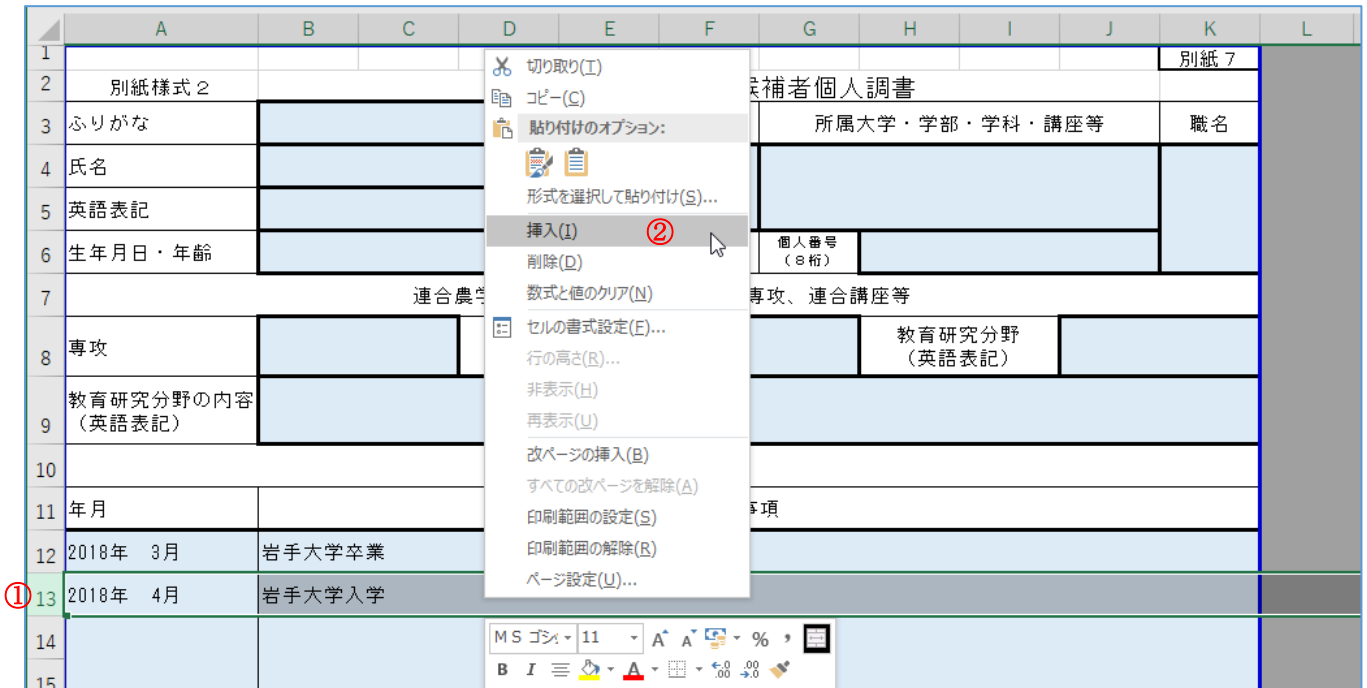 A B C D E F G H I J K L
1 別紙7
2 別紙様式2 候補者個人調書
3 ふりがな 所属大学・学部・学科・講座等 職名
4 氏名
5 英語表記
6 生年月日・年齢 個人番号
(8桁)
7 連合農学 専攻、連合講座等
8 専攻 教育研究分野
(英語表記)
9 教育研究分野の内容
(英語表記)
10
11 年月 事項
12 2018年 3月 岩手大学卒業
① 13 2018年 4月 岩手大学入学
14
15
切り取り(T)
コピー(C)
貼り付けのオプション:
形式を選択して貼り付け(S)...
挿入(I) ②
削除(D)
数式と値のクリア(N)
セルの書式設定(F)...
行の高さ(R)...
非表示(H)
再表示(U)
改ページの挿入(B)
すべての改ページを解除(A)
印刷範囲の設定(S)
印刷範囲の解除(R)
ページ設定(U)...
11 A A % ,
B I A .00 .00